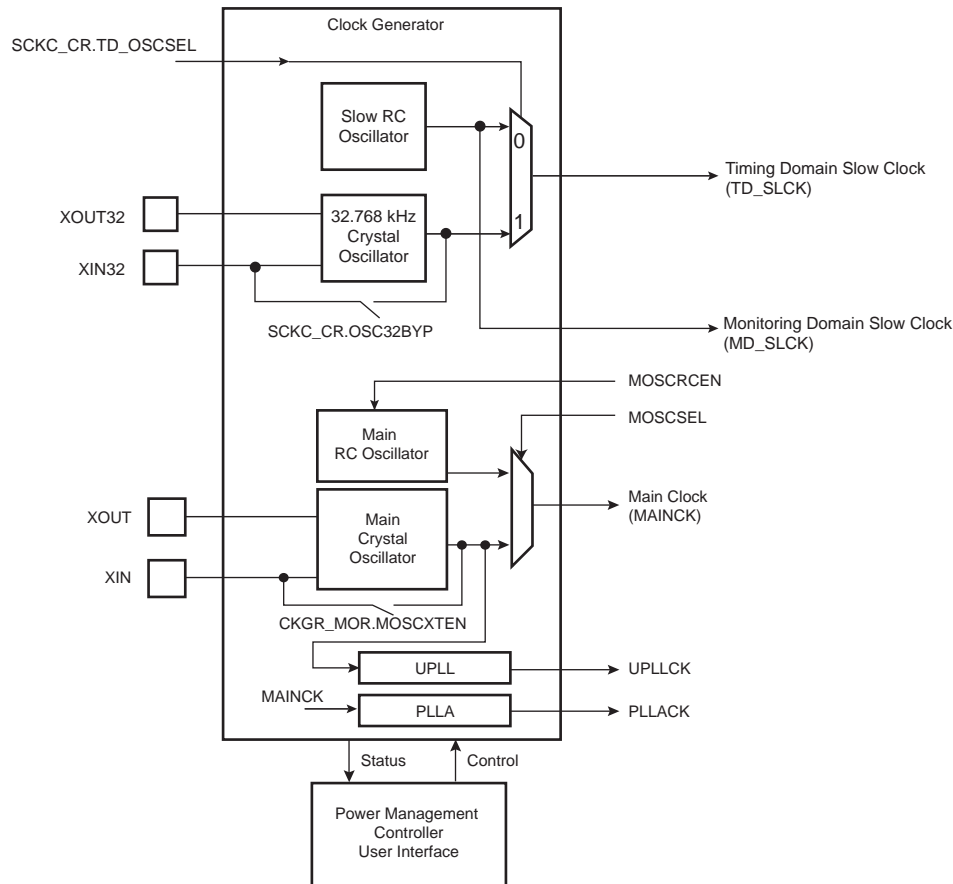 Clock Generator
SCKC_CR.TD_OSCSEL
Slow RC
Oscillator
0
Timing Domain Slow Clock
(TD_SLCK)
XOUT32
32.768 kHz
Crystal
Oscillator
1
XIN32
SCKC_CR.OSC32BYP
Monitoring Domain Slow Clock
(MD_SLCK)
MOSCRCEN
MOSCSEL
Main
RC Oscillator
Main Clock
(MAINCK)
XOUT
Main
Crystal
Oscillator
XIN
CKGR_MOR.MOSCXTEN
UPLL
UPLLCK
MAINCK
PLLA
PLLACK
Status
Control
Power Management
Controller
User Interface